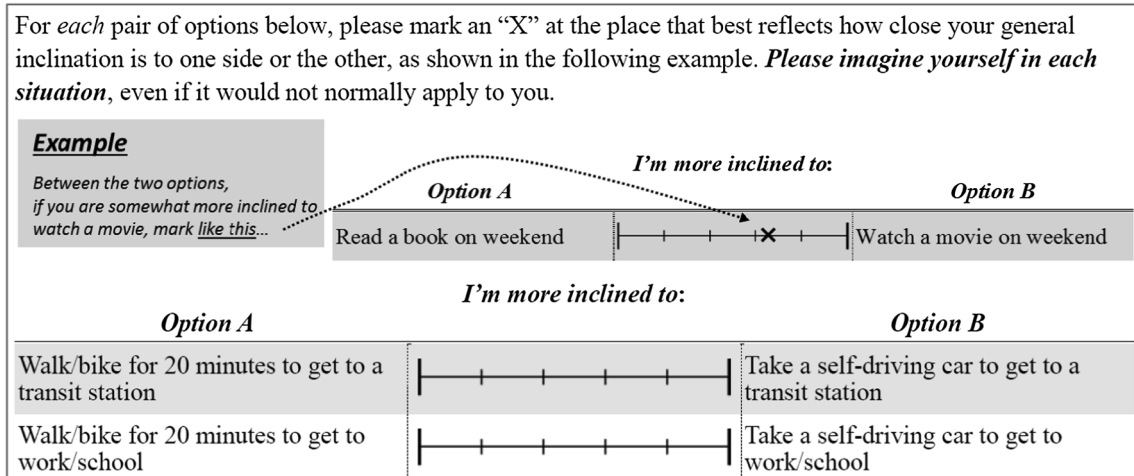 For each pair of options below, please mark an “X” at the place that best reflects how close your general
inclination is to one side or the other, as shown in the following example. Please imagine yourself in each
situation, even if it would not normally apply to you.
Example
Between the two options,
if you are somewhat more inclined to
watch a movie, mark like this...
I’m more inclined to:
Option A
Option B
Read a book on weekend
Watch a movie on weekend
I’m more inclined to:
Option A
Option B
Walk/bike for 20 minutes to get to a
transit station
Take a self-driving car to get to a
transit station
Walk/bike for 20 minutes to get to
work/school
Take a self-driving car to get to
work/school